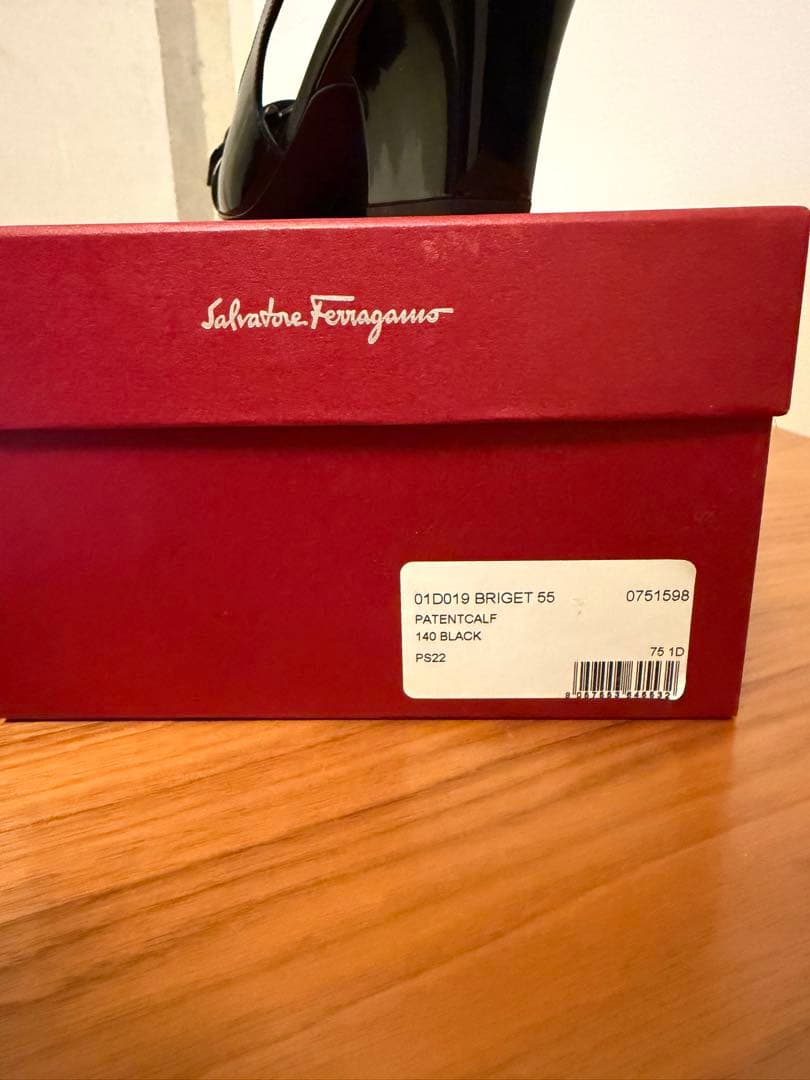 Salvatore Ferragamo
01D019 BRIGET 55 0751598
PATENTCALF
140 BLACK
PS22 75 1D